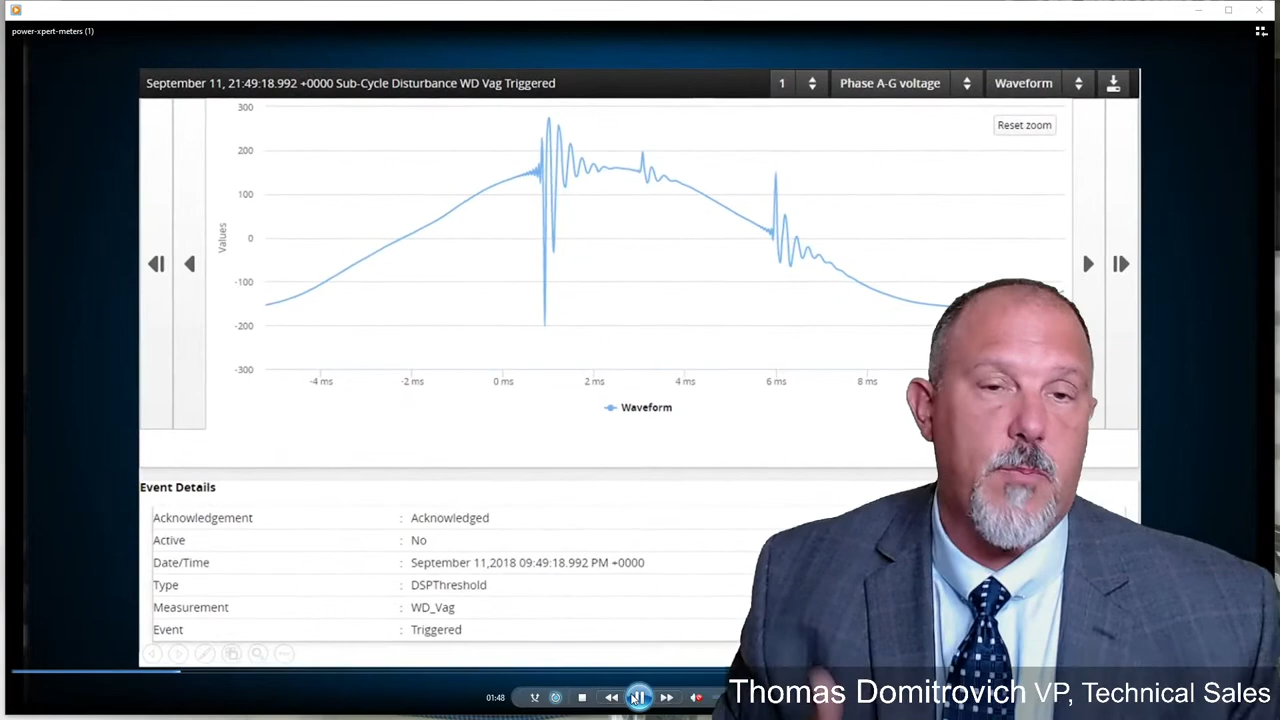 power-xpert-meters (1)
September 11, 21:49:18.992 +0000 Sub-Cycle Disturbance WD Vag Triggered
1
Phase A-G voltage
Waveform
Reset zoom
300
200
100
0
-100
-200
-300
Values
-4 ms
-2 ms
0 ms
2 ms
4 ms
6 ms
8 ms
Waveform
Event Details
Acknowledgement : Acknowledged
Active : No
Date/Time : September 11,2018 09:49:18.992 PM +0000
Type : DSPThreshold
Measurement : WD_Vag
Event : Triggered
01:48
Thomas Domitrovich VP, Technical Sales